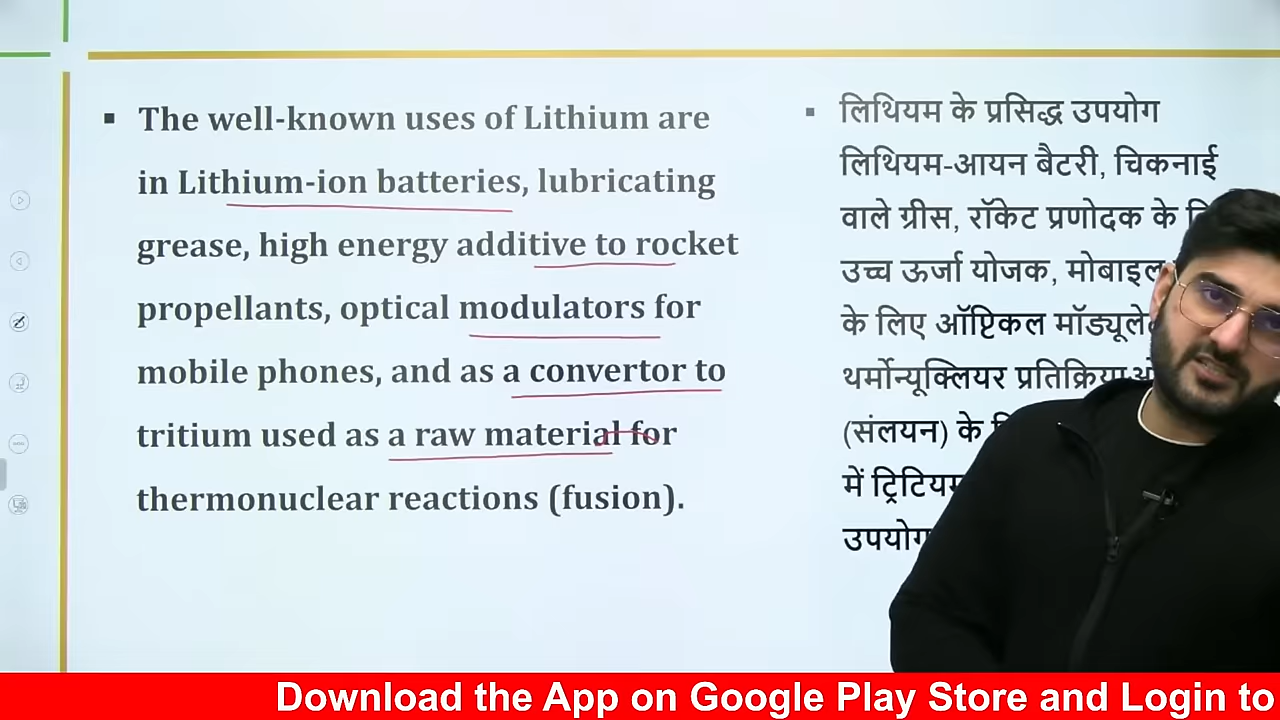 The well-known uses of Lithium are
in Lithium-ion batteries, lubricating
grease, high energy additive to rocket
propellants, optical modulators for
mobile phones, and as a convertor to
tritium used as a raw material for
thermonuclear reactions (fusion).
लिथियम के प्रसिद्ध उपयोग
लिथियम-आयन बैटरी, चिकनाई
वाले ग्रीस, रॉकेट प्रणोदक के
उच्च ऊर्जा योजक, मोबाइल
के लिए ऑप्टिकल
थर्मोन्यूक्लियर
(संलयन) के
में
Download the App on Google Play Store and Login to